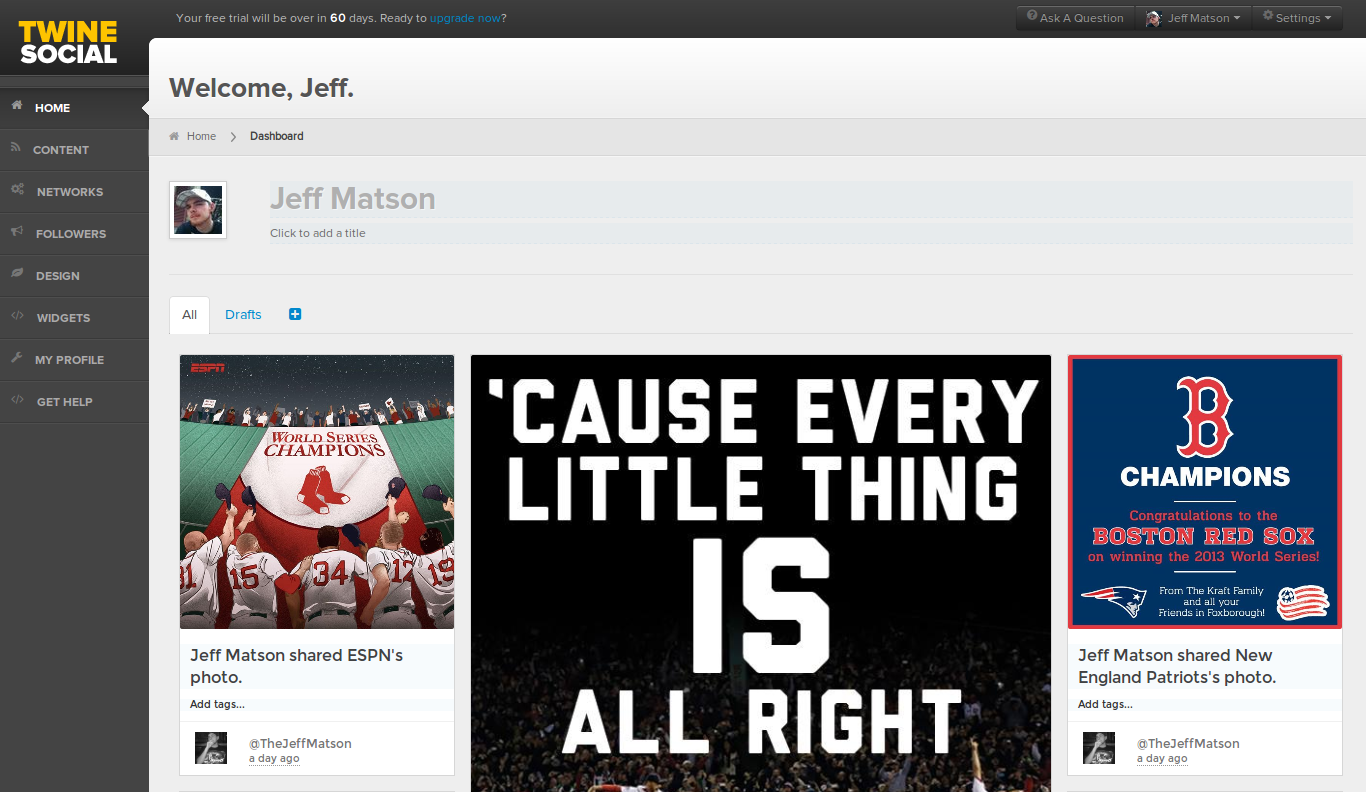 TWINE
SOCIAL
Your free trial will be over in 60 days. Ready to upgrade now?
Ask A Question
Jeff Matson
Settings
HOME
CONTENT
NETWORKS
FOLLOWERS
DESIGN
WIDGETS
MY PROFILE
GET HELP
Welcome, Jeff.
Home
Dashboard
Jeff Matson
Click to add a title
All
Drafts
ESPN
WORLD SERIES
CHAMPIONS
15
34
19
Jeff Matson shared ESPN's
photo.
Add tags...
@TheJeffMatson
a day ago
'CAUSE EVERY
LITTLE THING
IS
ALL RIGHT
B
CHAMPIONS
Congratulations to the
BOSTON RED SOX
on winning the 2013 World Series!
From The Kraft Family
and all your
Friends in Foxborough!
Jeff Matson shared New
England Patriots's photo.
Add tags...
@TheJeffMatson
a day ago